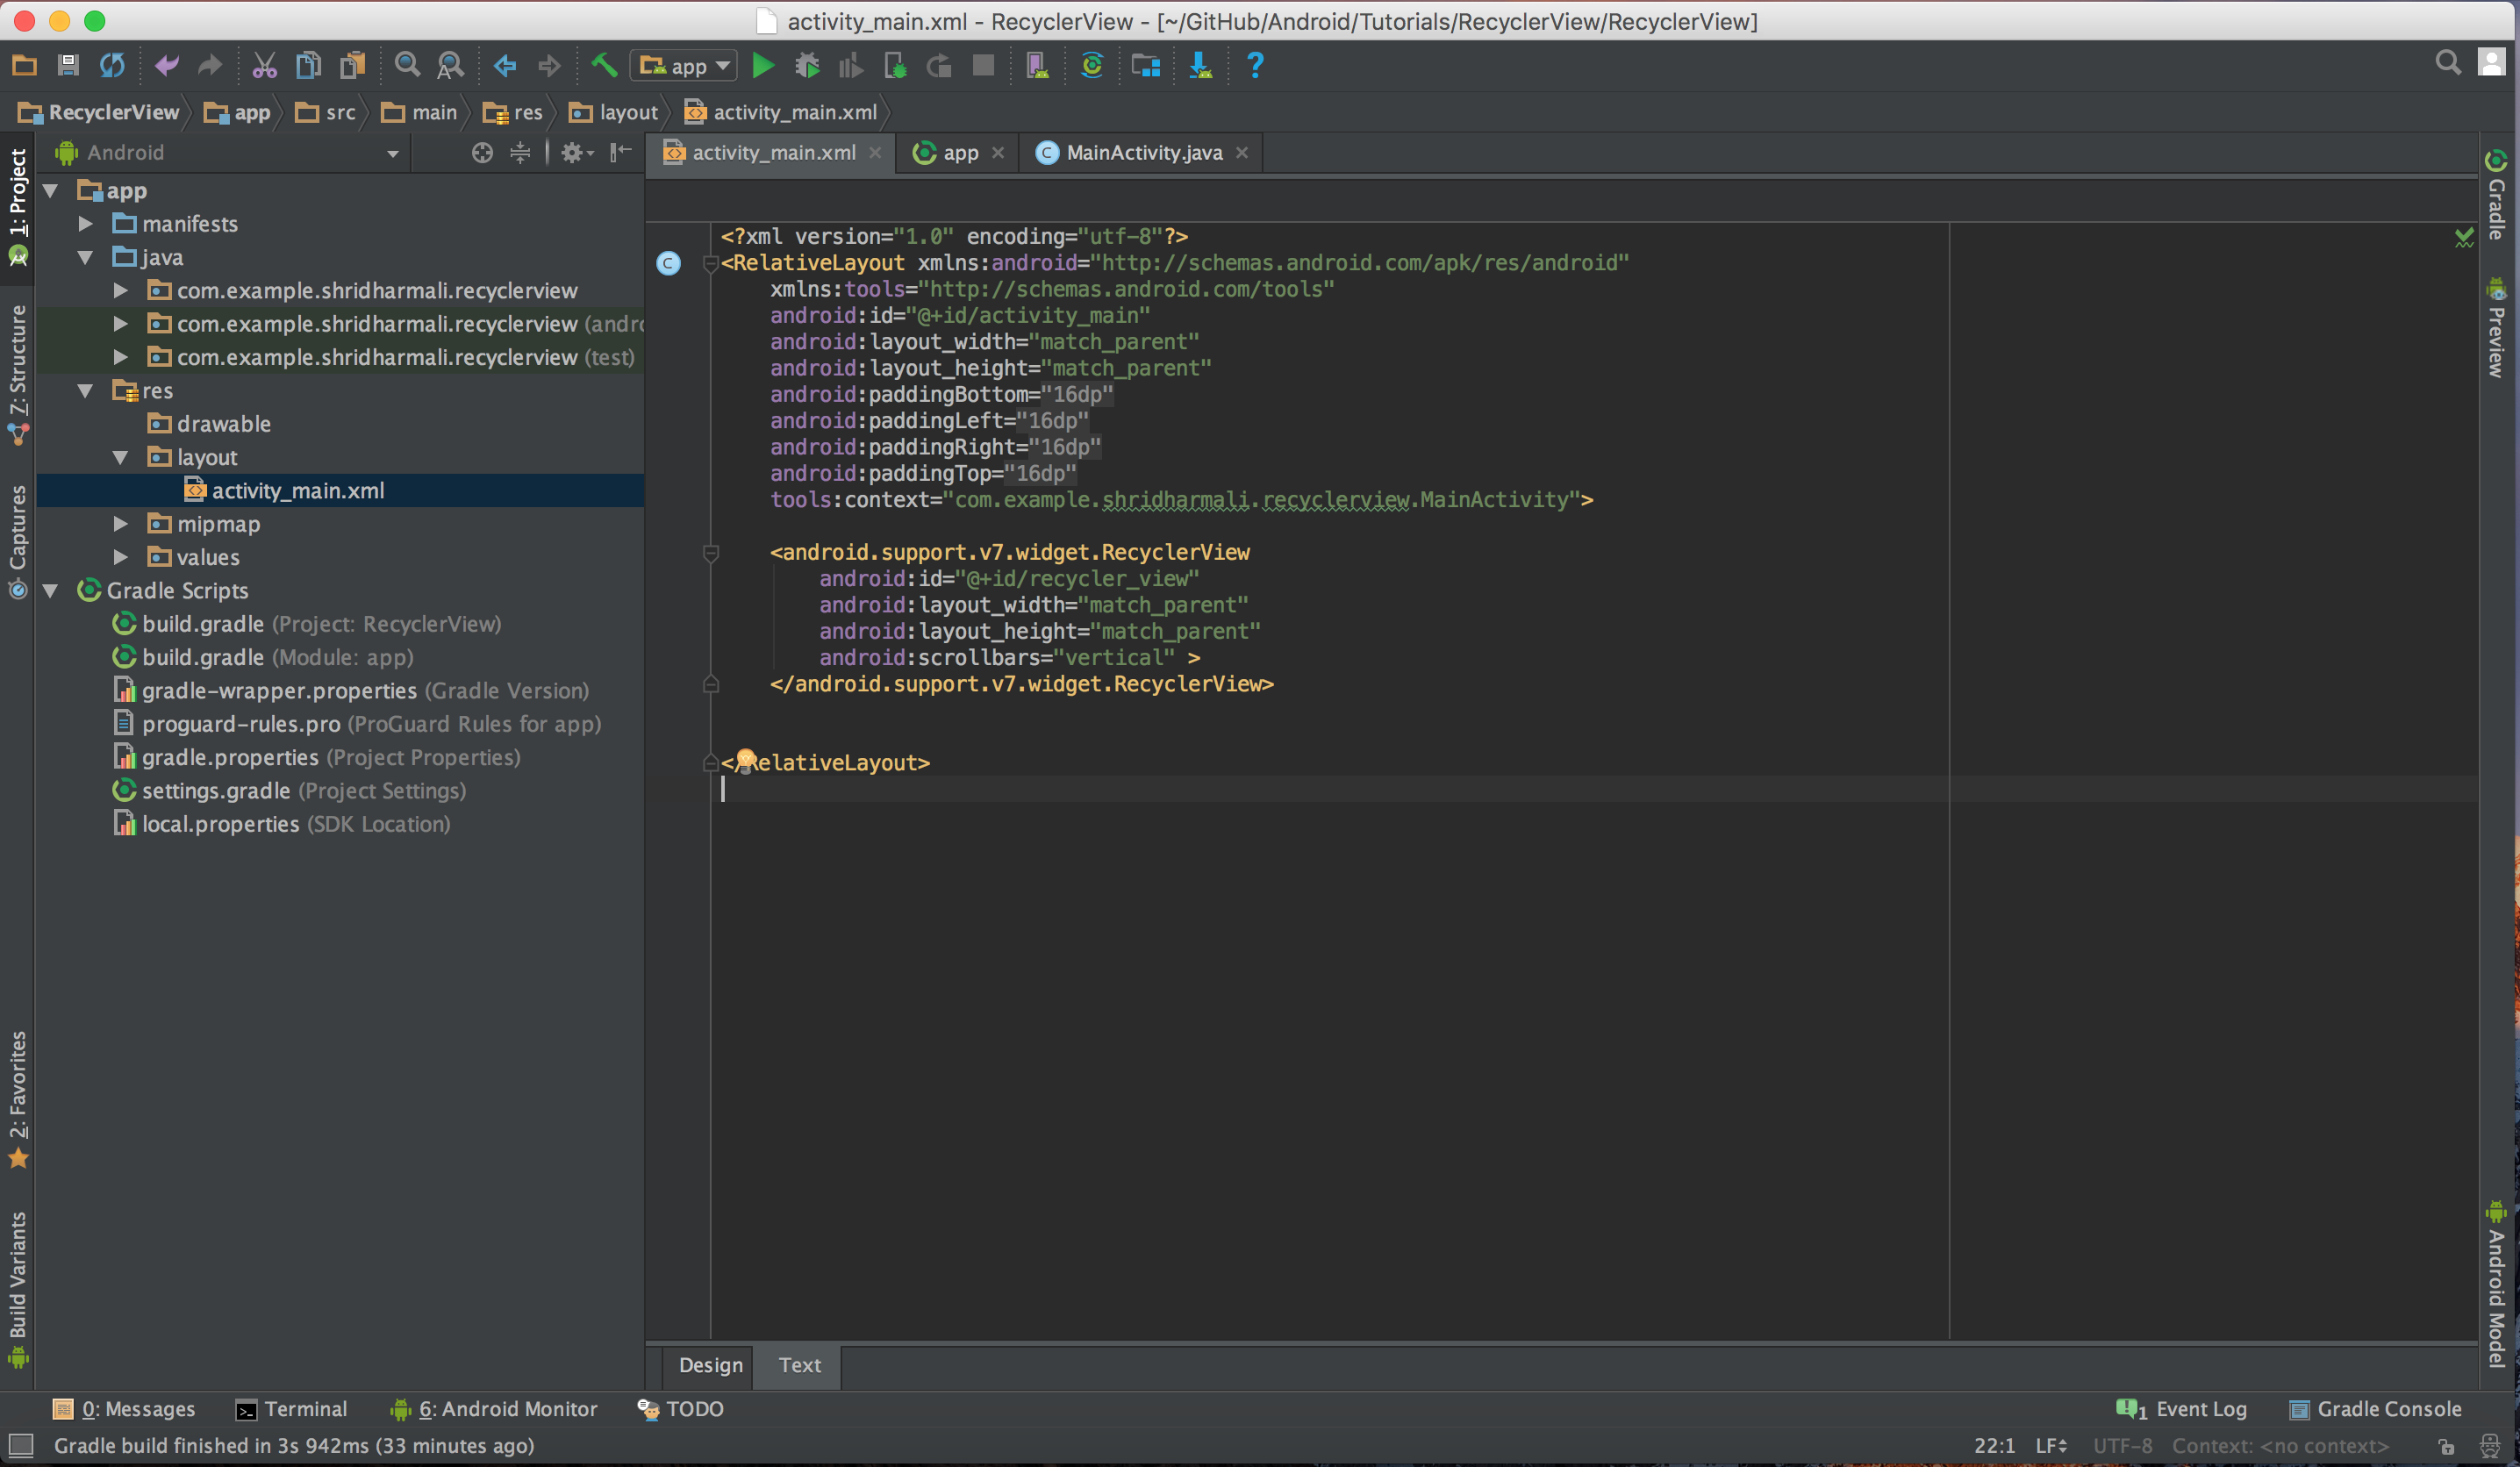 activity_main.xml - RecyclerView - [~/GitHub/Android/Tutorials/RecyclerView/RecyclerView]
app
RecyclerView app src main res layout activity_main.xml
1: Project
7: Structure
Captures
2: Favorites
Build Variants
Android
app
manifests
java
com.example.shridharmali.recyclerview
com.example.shridharmali.recyclerview (andro
com.example.shridharmali.recyclerview (test)
res
drawable
layout
activity_main.xml
mipmap
values
Gradle Scripts
build.gradle (Project: RecyclerView)
build.gradle (Module: app)
gradle-wrapper.properties (Gradle Version)
proguard-rules.pro (ProGuard Rules for app)
gradle.properties (Project Properties)
settings.gradle (Project Settings)
local.properties (SDK Location)
activity_main.xml app MainActivity.java
<?xml version="1.0" encoding="utf-8"?>
<RelativeLayout xmlns:android="http://schemas.android.com/apk/res/android"
    xmlns:tools="http://schemas.android.com/tools"
    android:id="@+id/activity_main"
    android:layout_width="match_parent"
    android:layout_height="match_parent"
    android:paddingBottom="16dp"
    android:paddingLeft="16dp"
    android:paddingRight="16dp"
    android:paddingTop="16dp"
    tools:context="com.example.shridharmali.recyclerview.MainActivity">
    <android.support.v7.widget.RecyclerView
        android:id="@+id/recycler_view"
        android:layout_width="match_parent"
        android:layout_height="match_parent"
        android:scrollbars="vertical" >
    </android.support.v7.widget.RecyclerView>
</RelativeLayout>
Gradle
Preview
Android Model
Design Text
0: Messages Terminal 6: Android Monitor TODO 1 Event Log Gradle Console
Gradle build finished in 3s 942ms (33 minutes ago) 22:1 LF UTF-8 Context: <no context>